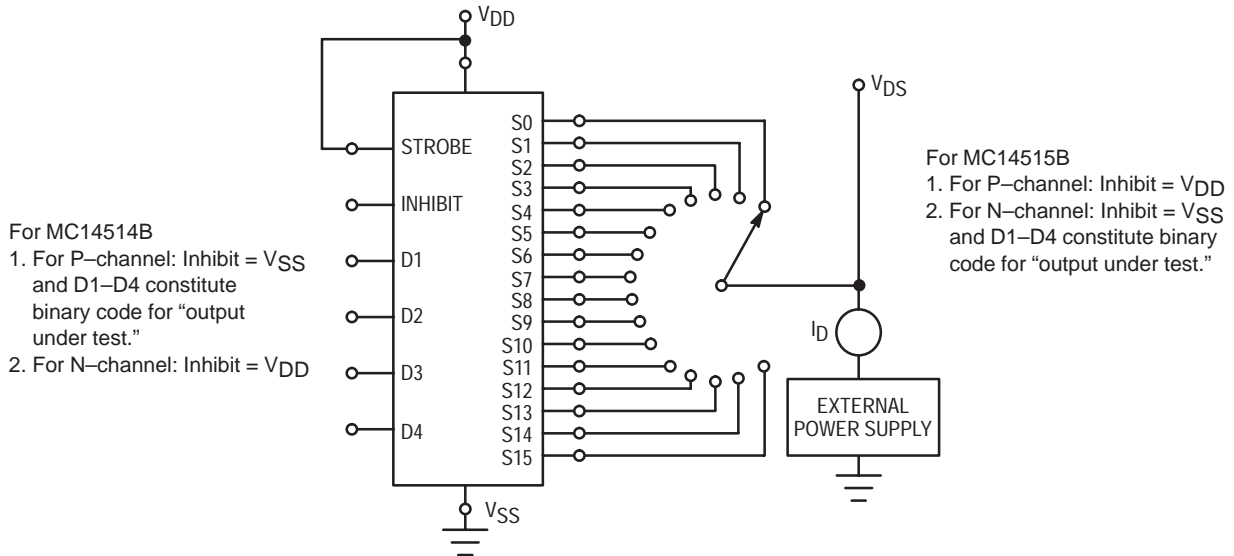 VDD
VDS
STROBE
INHIBIT
D1
D2
D3
D4
S0
S1
S2
S3
S4
S5
S6
S7
S8
S9
S10
S11
S12
S13
S14
S15
VSS
For MC14514B
1. For P–channel: Inhibit = VSS
and D1–D4 constitute
binary code for “output
under test.”
2. For N–channel: Inhibit = VDD
For MC14515B
1. For P–channel: Inhibit = VDD
2. For N–channel: Inhibit = VSS
and D1–D4 constitute binary
code for “output under test.”
ID
EXTERNAL
POWER SUPPLY